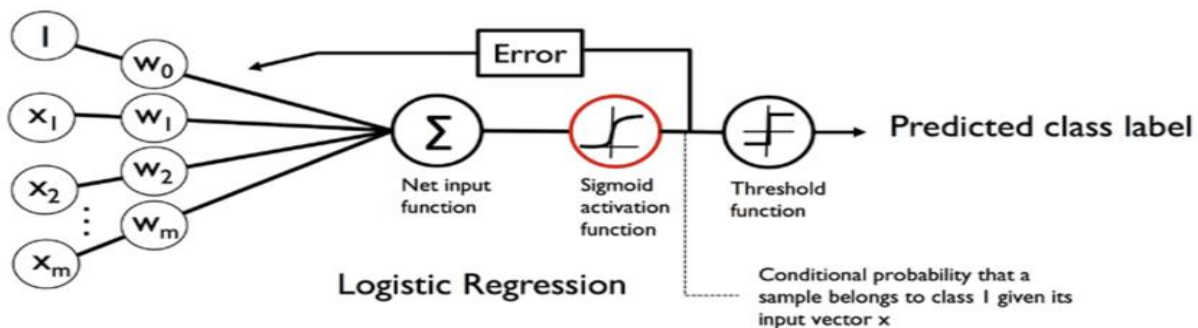 1
w0
Error
x1
w1
Σ
Predicted class label
x2
w2
Net input
function
Sigmoid
activation
function
Threshold
function
⋮
wm
xm
Logistic Regression
Conditional probability that a
sample belongs to class 1 given its
input vector x